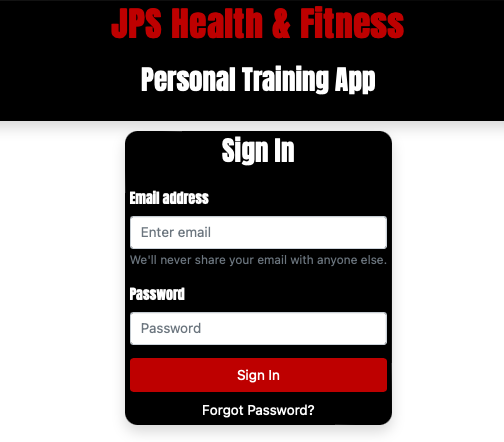 JPS Health & Fitness
Personal Training App
Sign In
Email address
Enter email
We'll never share your email with anyone else.
Password
Password
Sign In
Forgot Password?